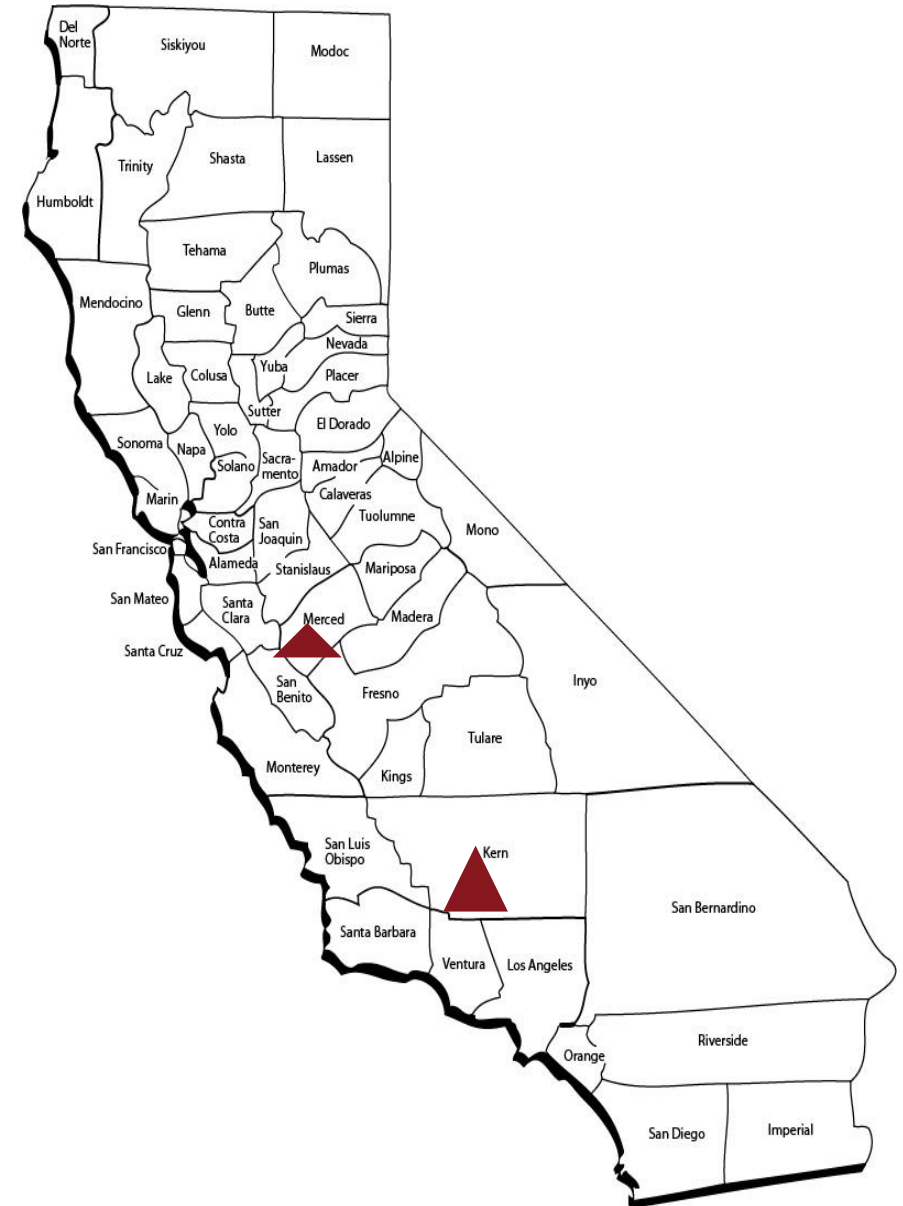 Del
Norte
Siskiyou
Modoc
Humboldt
Trinity
Shasta
Lassen
Tehama
Plumas
Mendocino
Glenn
Butte
Sierra
Nevada
Yuba
Placer
Lake
Colusa
Sutter
El Dorado
Yolo
Sonoma
Napa
Solano
Sacra-
mento
Amador
Alpine
Calaveras
Marin
Contra
Costa
San
Joaquin
Tuolumne
Mono
San Francisco
Alameda
Stanislaus
Mariposa
San Mateo
Santa
Clara
Merced
Madera
Santa Cruz
San
Benito
Fresno
Inyo
Monterey
Kings
Tulare
San Luis
Obispo
Kern
San Bernardino
Santa Barbara
Ventura
Los Angeles
Orange
Riverside
San Diego
Imperial